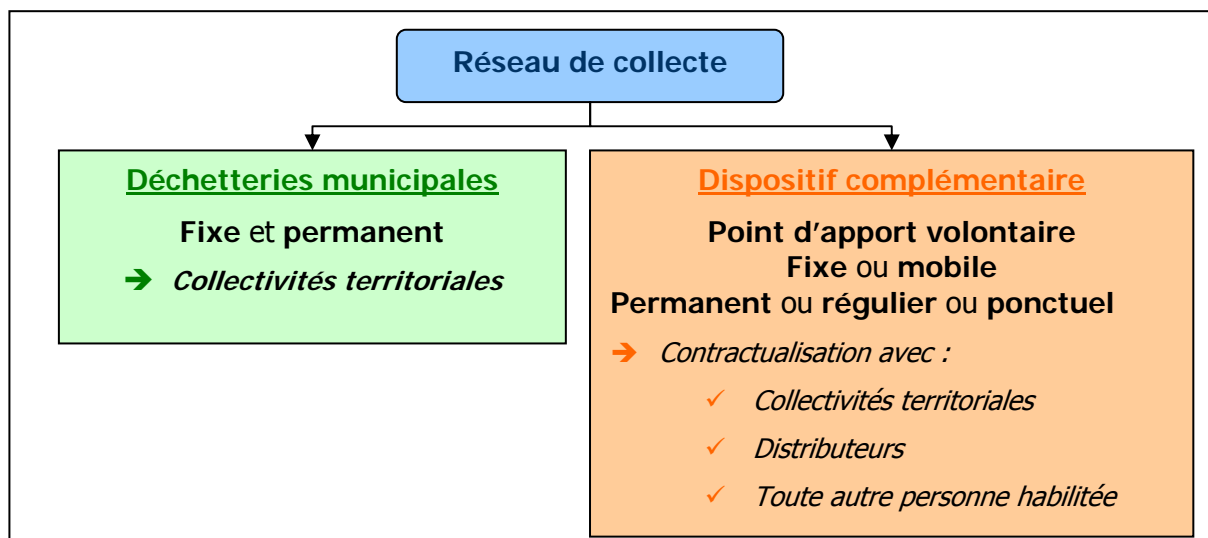 Réseau de collecte
Déchetteries municipales
Fixe et permanent
➔ Collectivités territoriales
Dispositif complémentaire
Point d'apport volontaire
Fixe ou mobile
Permanent ou régulier ou ponctuel
➔ Contractualisation avec :
✓ Collectivités territoriales
✓ Distributeurs
✓ Toute autre personne habilitée